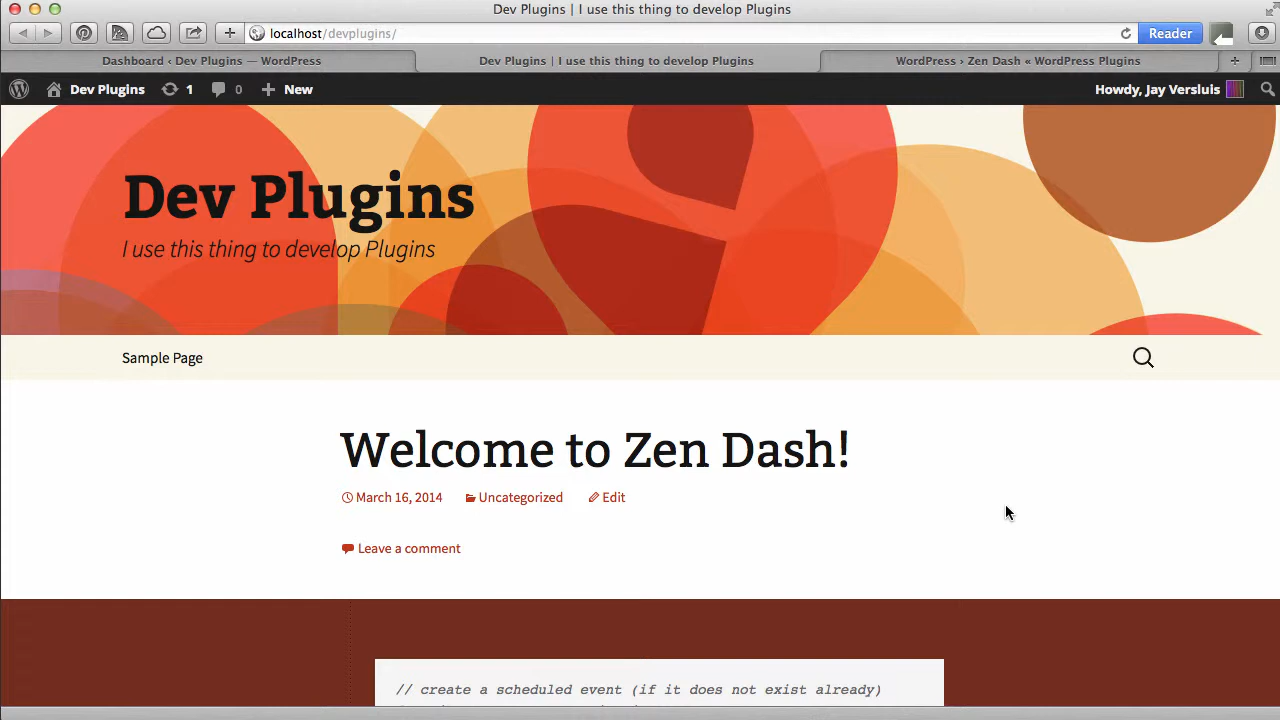 Dev Plugins | I use this thing to develop Plugins
localhost/devplugins/
Reader
Dashboard ‹ Dev Plugins — WordPress
Dev Plugins | I use this thing to develop Plugins
WordPress › Zen Dash « WordPress Plugins
Dev Plugins 1 0 New
Howdy, Jay Versluis
Dev Plugins
I use this thing to develop Plugins
Sample Page
Welcome to Zen Dash!
March 16, 2014 Uncategorized Edit
Leave a comment
// create a scheduled event (if it does not exist already)